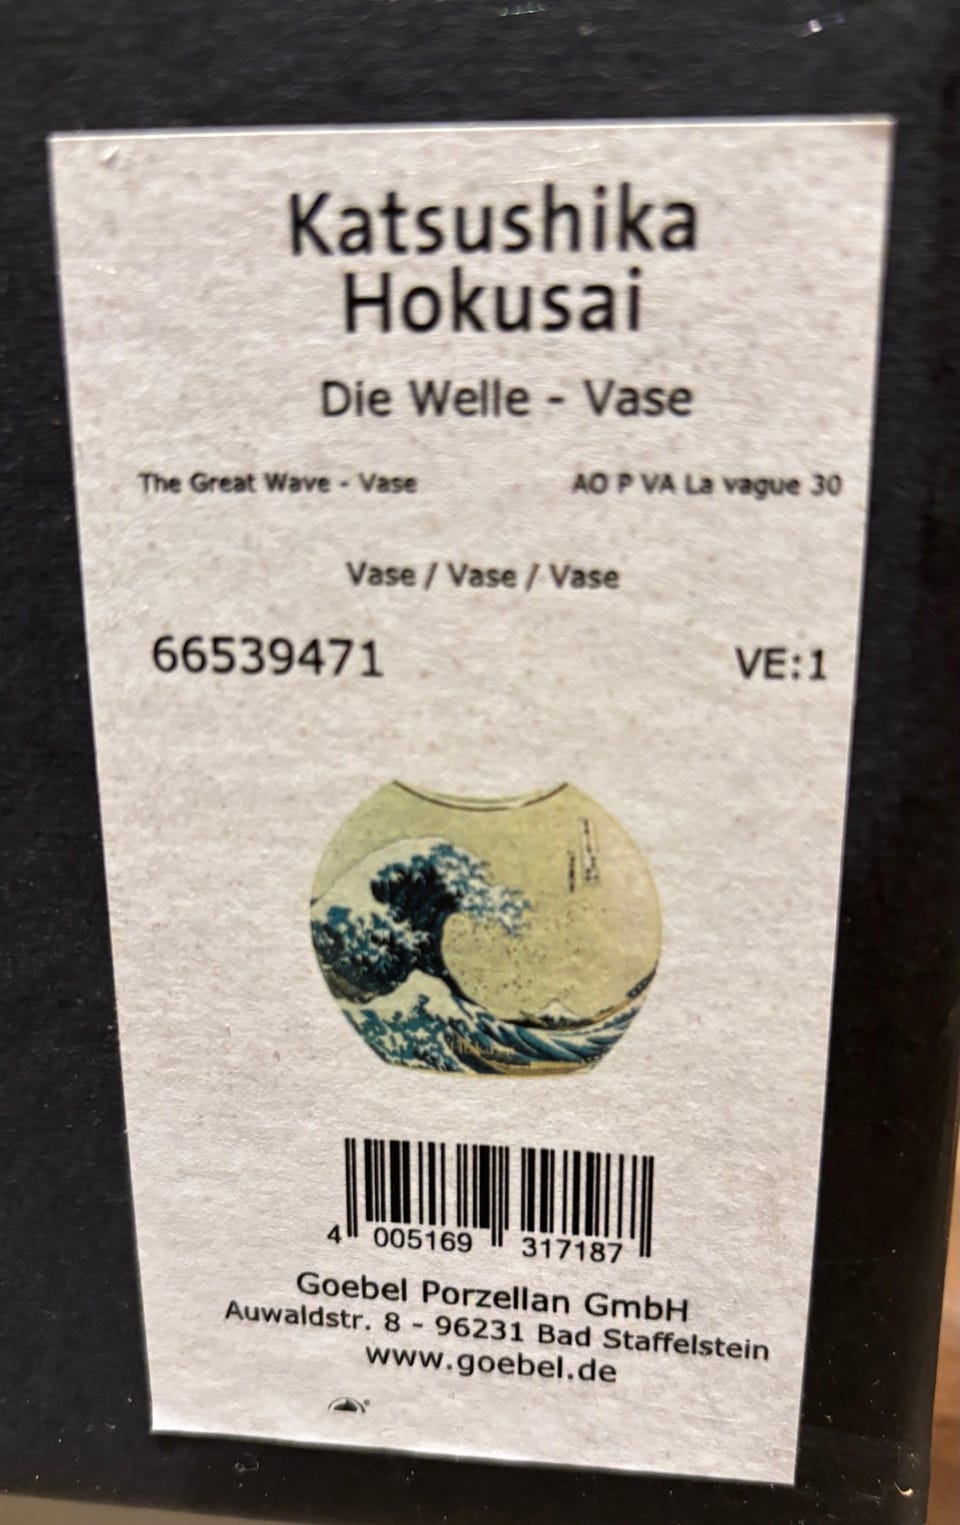 Katsushika
Hokusai
Die Welle - Vase
The Great Wave - Vase
AO P VA La vague 30
Vase / Vase / Vase
66539471
VE:1
4 005169 317187
Goebel Porzellan GmbH
Auwaldstr. 8 - 96231 Bad Staffelstein
www.goebel.de